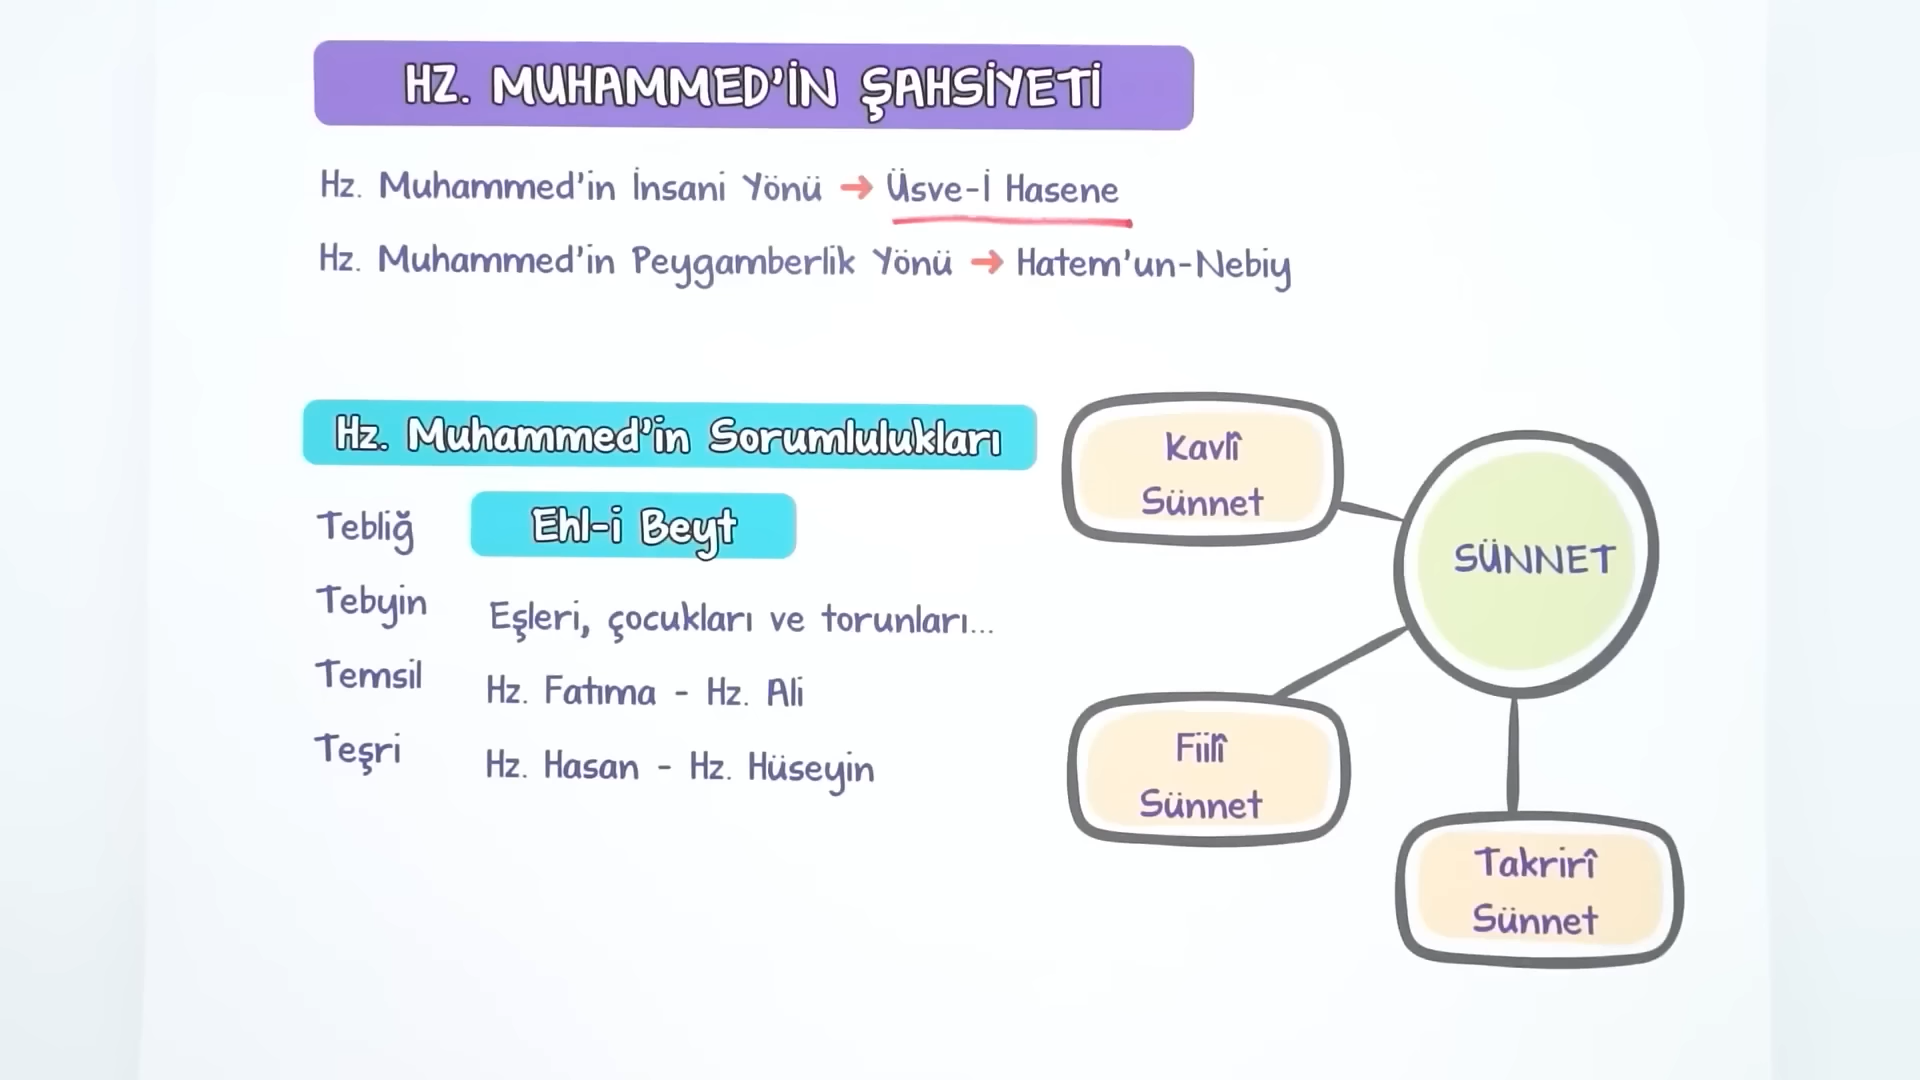 HZ. MUHAMMED'İN ŞAHSİYETİ
Hz. Muhammed'in İnsani Yönü → Üsve-İ Hasene
Hz. Muhammed'in Peygamberlik Yönü → Hatem'un-Nebiy
Hz. Muhammed'in Sorumlulukları
Tebliğ
Tebyin
Temsil
Teşri
Ehl-i Beyt
Eşleri, çocukları ve torunları...
Hz. Fatıma - Hz. Ali
Hz. Hasan - Hz. Hüseyin
Kavlî
Sünnet
SÜNNET
Fiilî
Sünnet
Takrirî
Sünnet